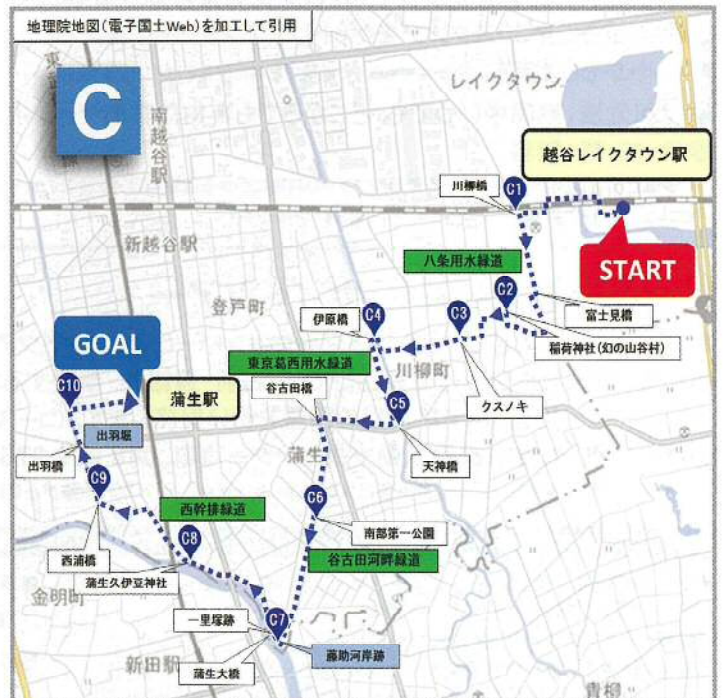 地理院地図(電子国土Web)を加工して引用
C
レイクタウン
南越谷駅
越谷レイクタウン駅
川柳橋
C1
新越谷駅
START
八条用水緑道
登戸町
C2
伊原橋
C4
C3
富士見橋
GOAL
稲荷神社(幻の山谷村)
東京葛西用水緑道
川柳町
C10
蒲生駅
谷古田橋
クスノキ
C5
出羽堀
蒲生
天神橋
出羽橋
C9
C6
西幹排緑道
南部第一公園
C8
西浦橋
谷古田河畔緑道
蒲生久伊豆神社
金明町
一里塚跡
C7
新田駅
蒲生大橋
藤助河岸跡
青柳